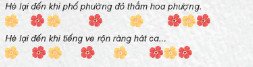 Hè lại đến khi phố phường đỏ thắm hoa phượng.
Hè lại đến khi tiếng ve rộn ràng hát ca...